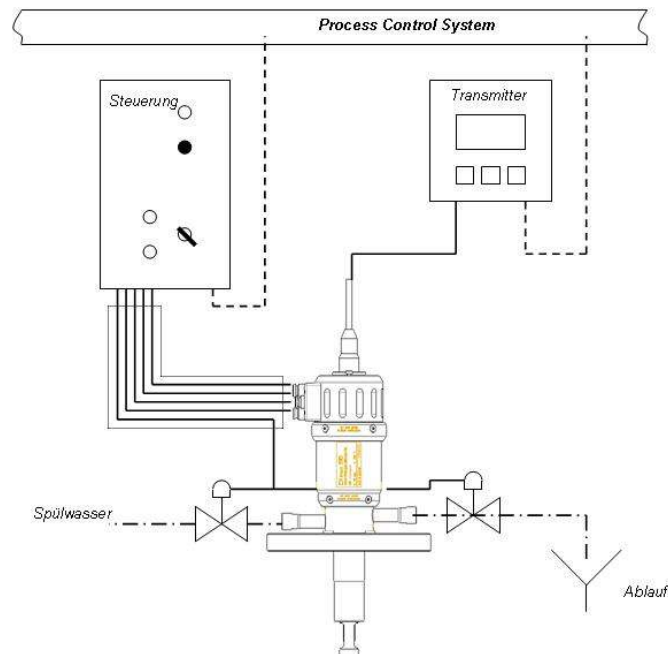 Process Control System
Steuerung
Transmitter
Spülwasser
Ablauf